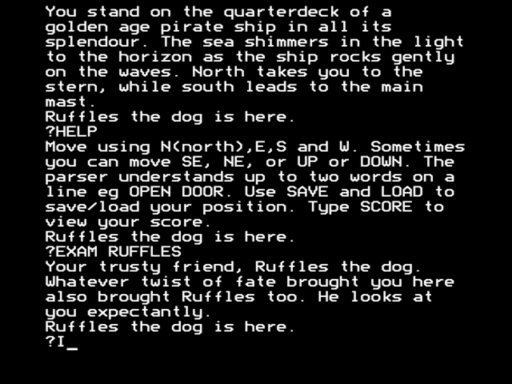 You stand on the quarterdeck of a
golden age pirate ship in all its
splendour. The sea shimmers in the light
to the horizon as the ship rocks gently
on the waves. North takes you to the
stern, while south leads to the main
mast.
Ruffles the dog is here.
?HELP
Move using N(north),E,S and W. Sometimes
you can move SE, NE, or UP or DOWN. The
parser understands up to two words on a
line eg OPEN DOOR. Use SAVE and LOAD to
save/load your position. Type SCORE to
view your score.
Ruffles the dog is here.
?EXAM RUFFLES
Your trusty friend, Ruffles the dog.
Whatever twist of fate brought you here
also brought Ruffles too. He looks at
you expectantly.
Ruffles the dog is here.
?I_